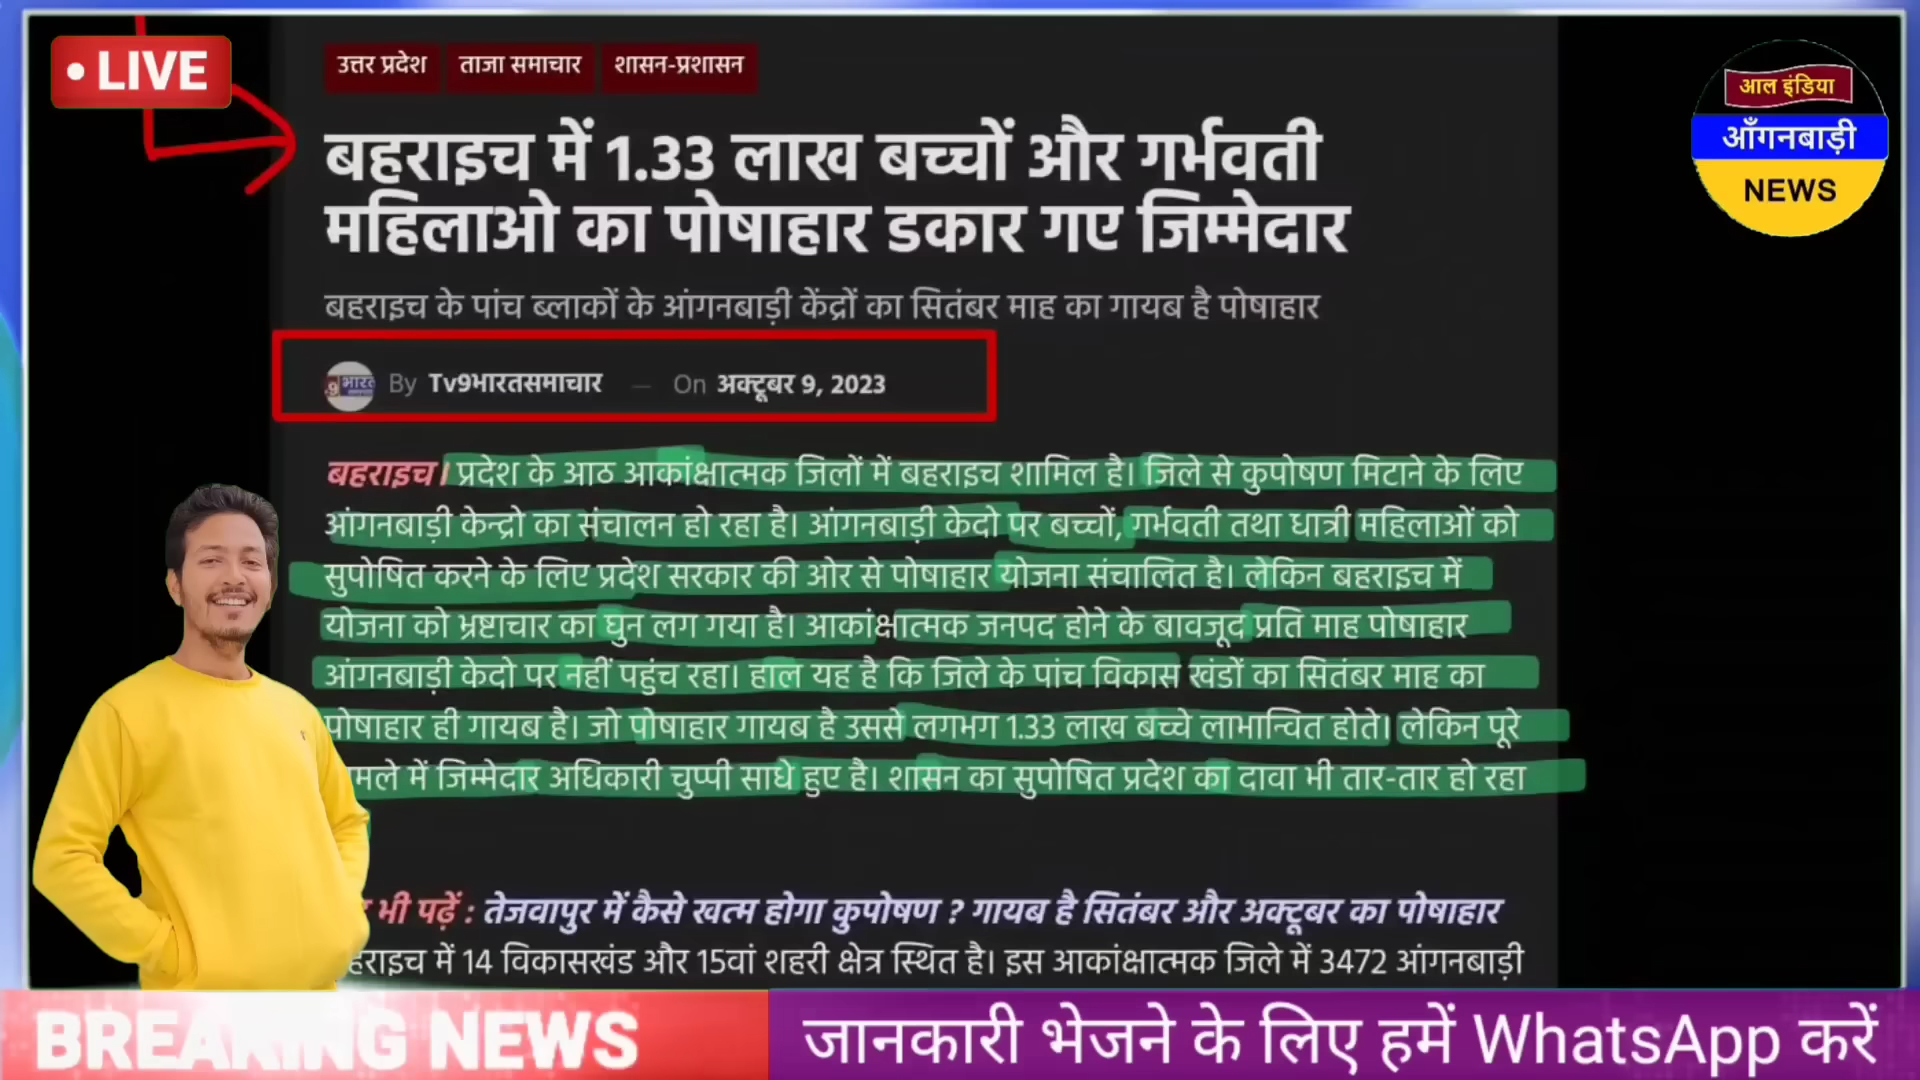 • LIVE
उत्तर प्रदेश ताजा समाचार शासन-प्रशासन
आल इंडिया
आँगनबाड़ी
NEWS
बहराइच में 1.33 लाख बच्चों और गर्भवती
महिलाओ का पोषाहार डकार गए जिम्मेदार
बहराइच के पांच ब्लाकों के आंगनबाड़ी केंद्रों का सितंबर माह का गायब है पोषाहार
By Tv9भारतसमाचार — On अक्टूबर 9, 2023
बहराइच। प्रदेश के आठ आकांक्षात्मक जिलों में बहराइच शामिल है। जिले से कुपोषण मिटाने के लिए
आंगनबाड़ी केन्द्रो का संचालन हो रहा है। आंगनबाड़ी केदो पर बच्चों, गर्भवती तथा धात्री महिलाओं को
सुपोषित करने के लिए प्रदेश सरकार की ओर से पोषाहार योजना संचालित है। लेकिन बहराइच में
योजना को भ्रष्टाचार का घुन लग गया है। आकांक्षात्मक जनपद होने के बावजूद प्रति माह पोषाहार
आंगनबाड़ी केदो पर नहीं पहुंच रहा। हाल यह है कि जिले के पांच विकास खंडों का सितंबर माह का
पोषाहार ही गायब है। जो पोषाहार गायब है उससे लगभग 1.33 लाख बच्चे लाभान्वित होते। लेकिन पूरे
मले में जिम्मेदार अधिकारी चुप्पी साधे हुए है। शासन का सुपोषित प्रदेश का दावा भी तार-तार हो रहा
भी पढ़ें : तेजवापुर में कैसे खत्म होगा कुपोषण ? गायब है सितंबर और अक्टूबर का पोषाहार
हराइच में 14 विकासखंड और 15वां शहरी क्षेत्र स्थित है। इस आकांक्षात्मक जिले में 3472 आंगनबाड़ी
BREAKING NEWS
जानकारी भेजने के लिए हमें WhatsApp करें